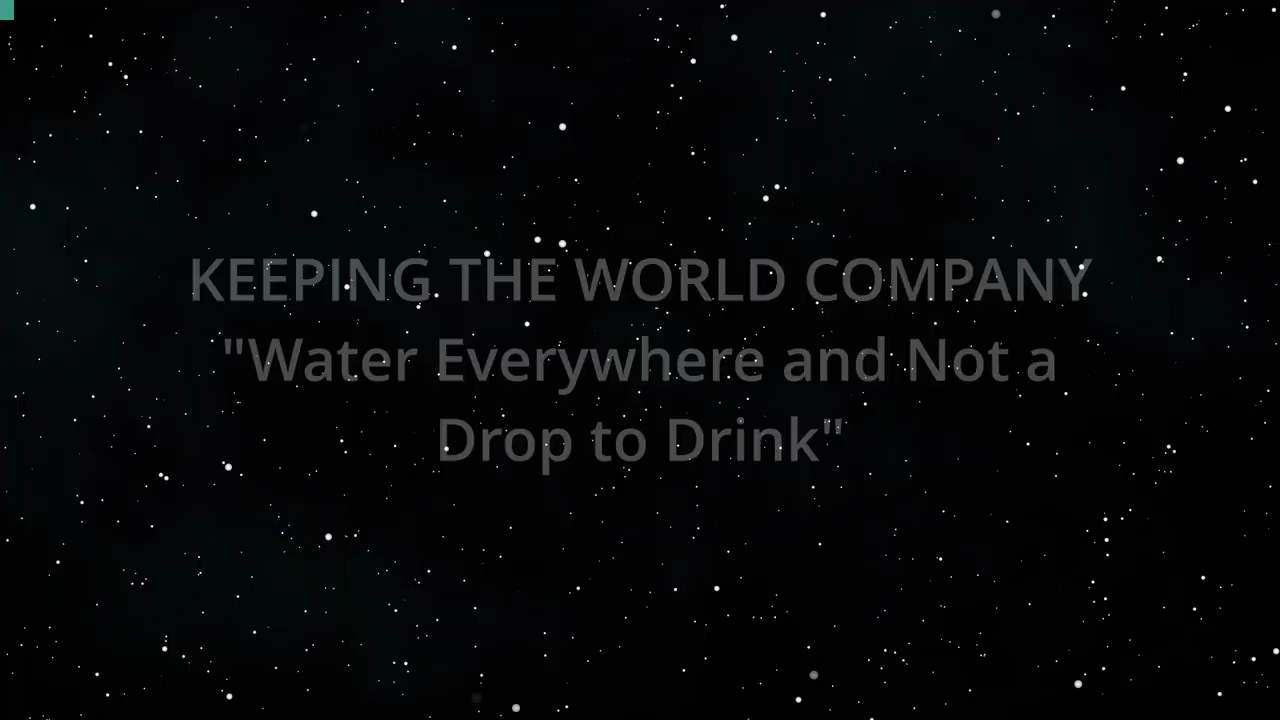 KEEPING THE WORLD COMPANY
"Water Everywhere and Not a
Drop to Drink"